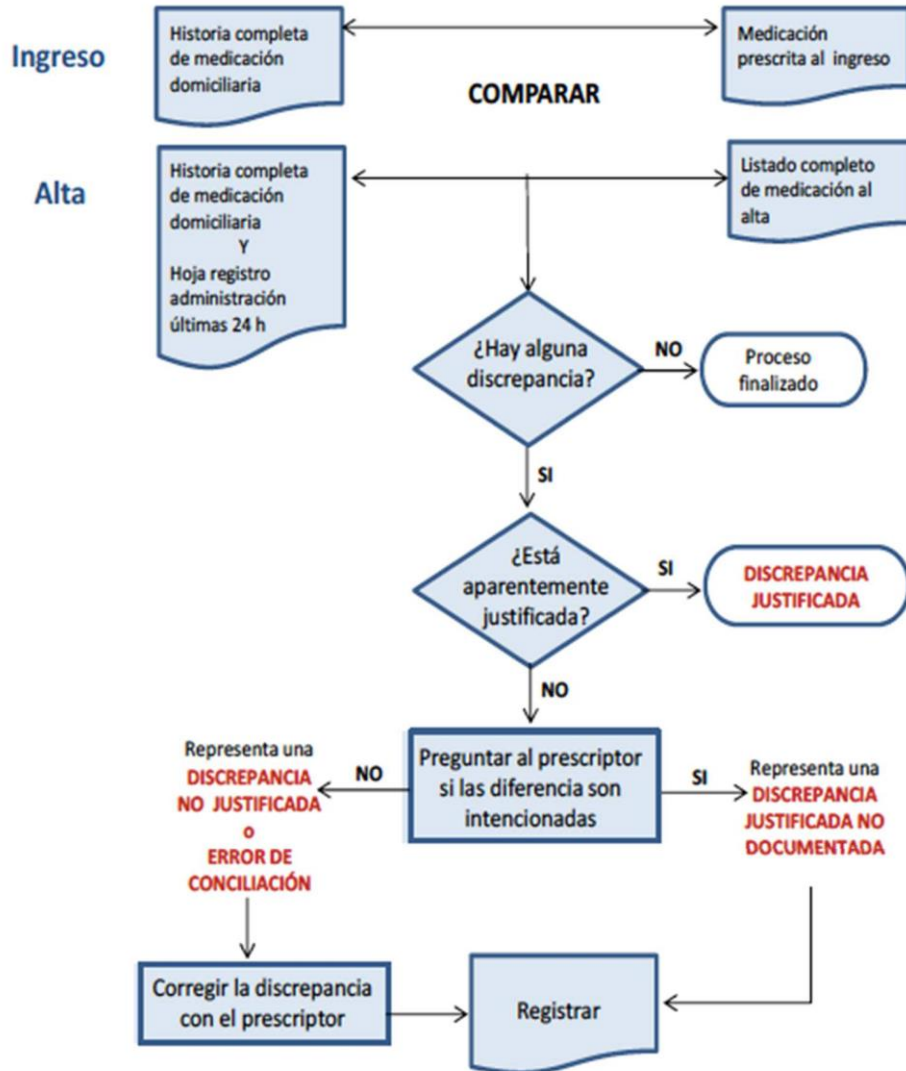 Ingreso
Historia completa
de medicación
domiciliaria
COMPARAR
Medicación
prescrita al ingreso
Alta
Historia completa
de medicación
domiciliaria
Y
Hoja registro
administración
últimas 24 h
Listado completo
de medicación al
alta
¿Hay alguna
discrepancia?
NO
Proceso
finalizado
SI
¿Está
aparentemente
justificada?
SI
DISCREPANCIA
JUSTIFICADA
NO
Preguntar al prescriptor
si las diferencia son
intencionadas
NO
Representa una
DISCREPANCIA
NO JUSTIFICADA
o
ERROR DE
CONCILIACIÓN
SI
Representa una
DISCREPANCIA
JUSTIFICADA NO
DOCUMENTADA
Corregir la discrepancia
con el prescriptor
Registrar